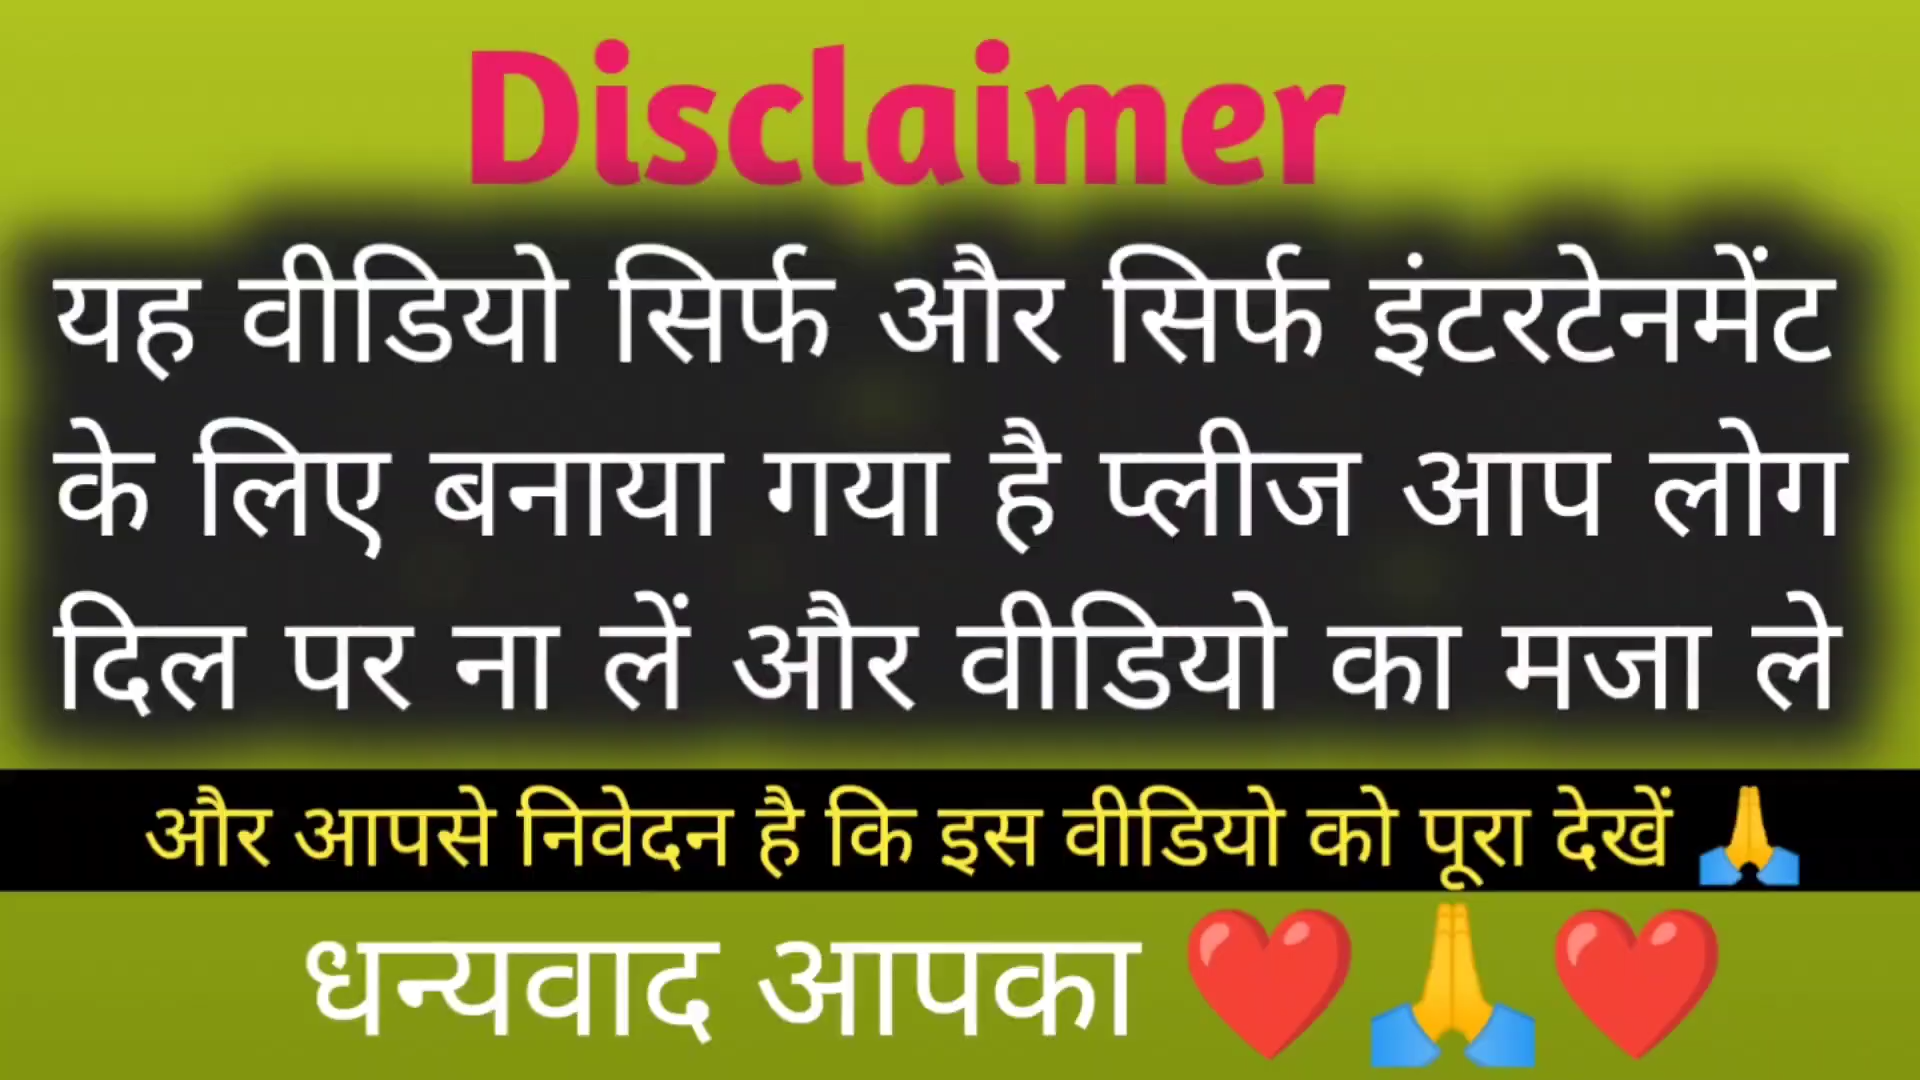 Disclaimer
यह वीडियो सिर्फ और सिर्फ इंटरटेनमेंट
के लिए बनाया गया है प्लीज आप लोग
दिल पर ना लें और वीडियो का मजा ले
और आपसे निवेदन है कि इस वीडियो को पूरा देखें 🙏
धन्यवाद आपका ❤️🙏❤️